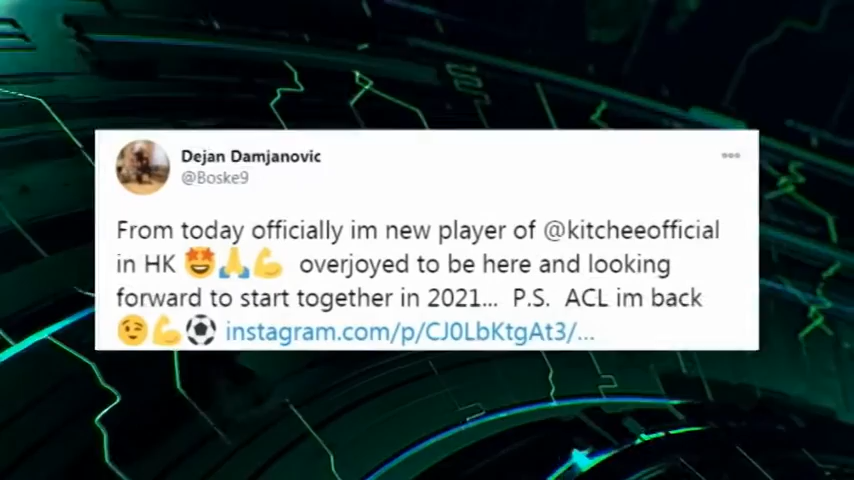 Dejan Damjanovic
@Boske9
From today officially im new player of @kitcheeofficial
in HK 🤩🙏💪 overjoyed to be here and looking
forward to start together in 2021... P.S. ACL im back
😉💪⚽ instagram.com/p/CJ0LbKtgAt3/...